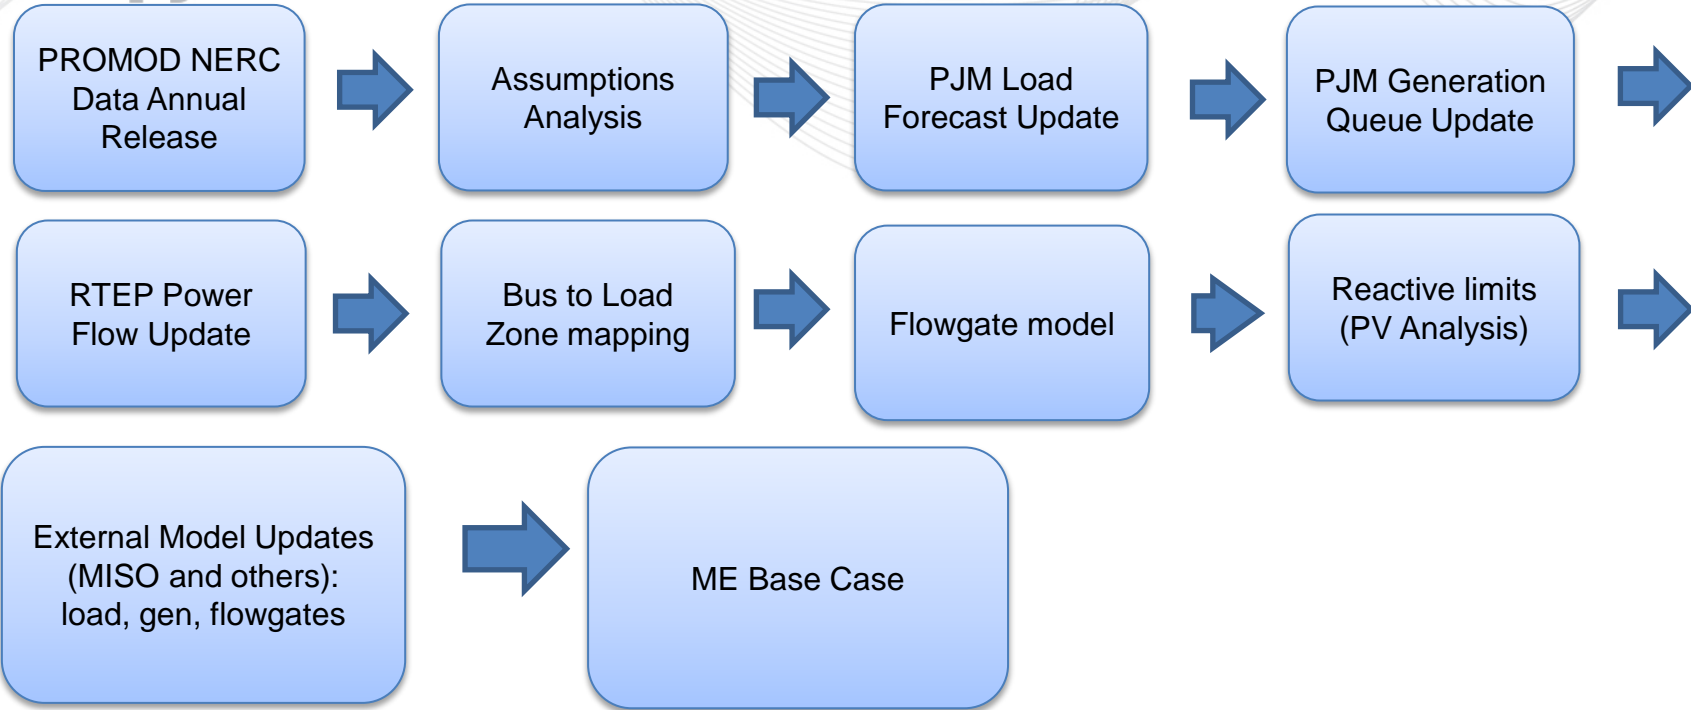 PROMOD NERC
Data Annual
Release
Assumptions
Analysis
PJM Load
Forecast Update
PJM Generation
Queue Update
RTEP Power
Flow Update
Bus to Load
Zone mapping
Flowgate model
Reactive limits
(PV Analysis)
External Model Updates
(MISO and others):
load, gen, flowgates
ME Base Case